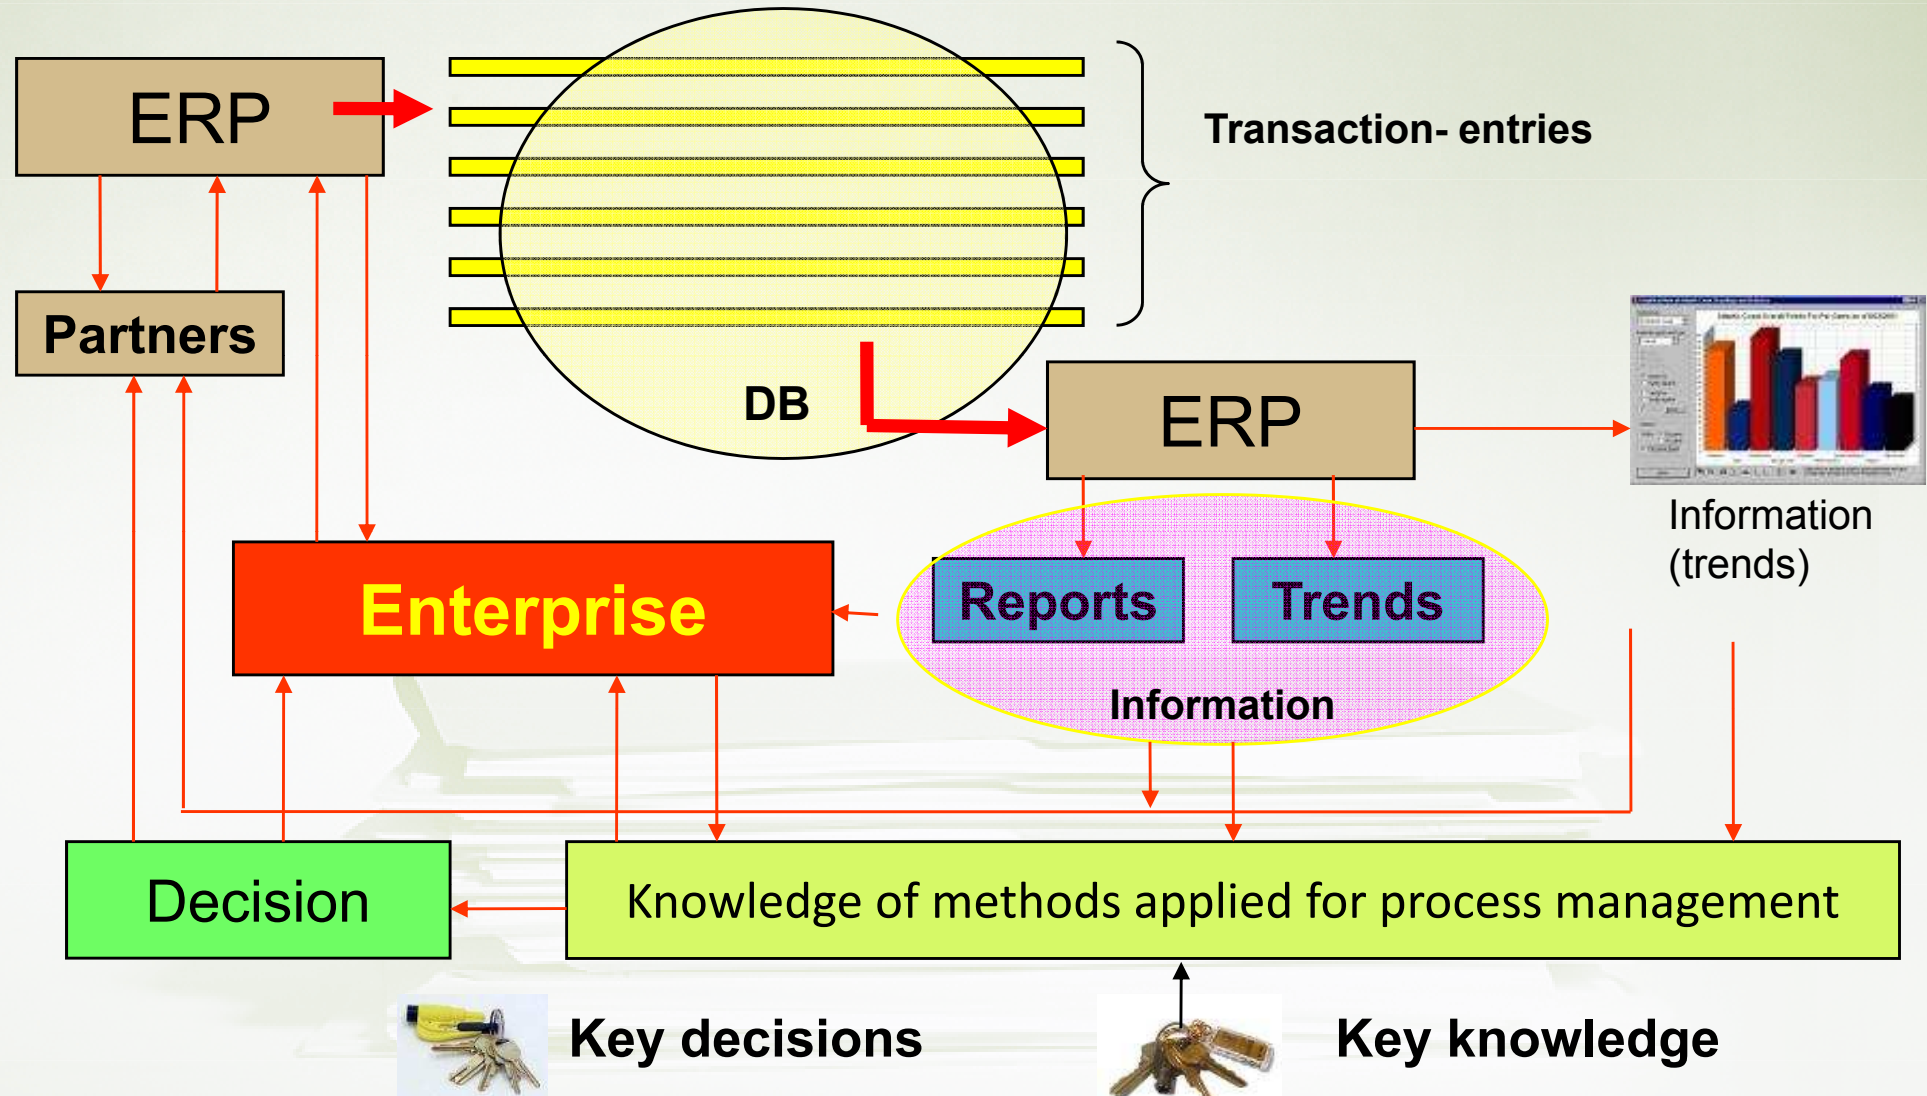 ERP
Transaction- entries
Partners
DB
ERP
Information
(trends)
Enterprise
Reports
Trends
Information
Decision
Knowledge of methods applied for process management
Key decisions
Key knowledge